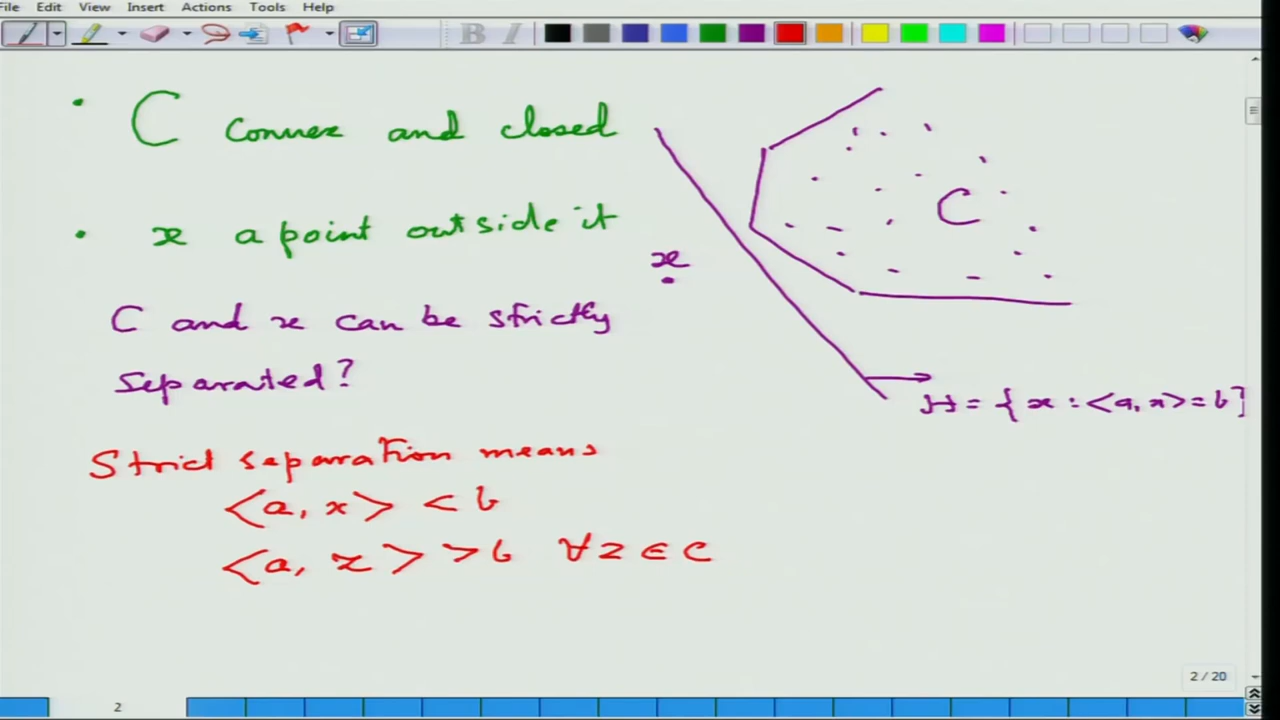 File Edit View Insert Actions Tools Help
B I
• C convex and closed
• x a point outside it
C and x can be strictly
separated?
Strict separation means
<a, x> < b
<a, z> > b ∀z ∈ C
C
x
H = { x : <a, x> = b }
2 / 20
2